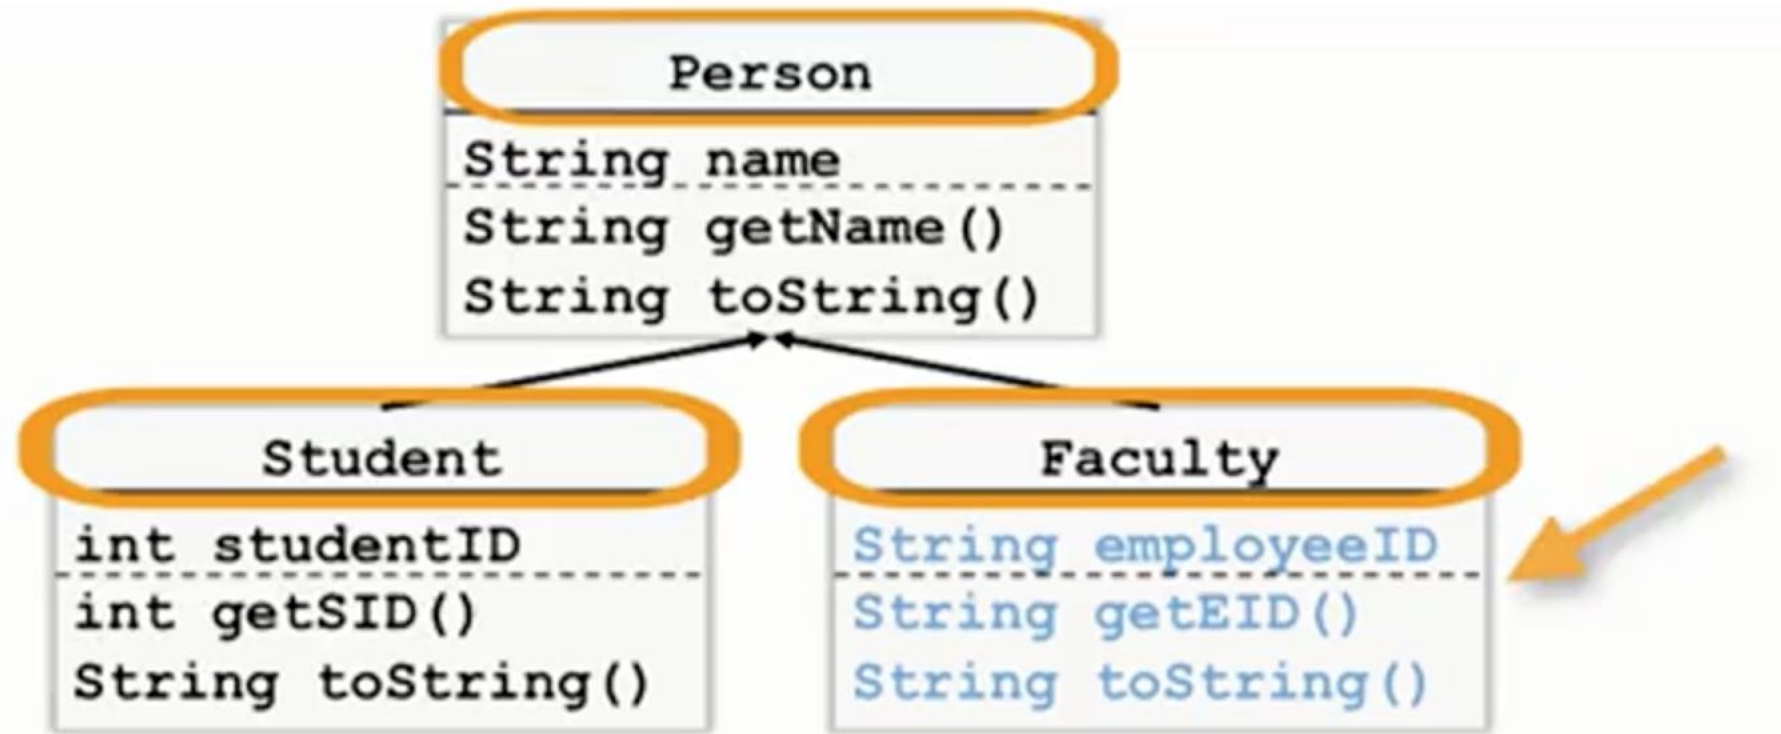 Person
String name
String getName()
String toString()
Student
int studentID
int getSID()
String toString()
Faculty
String employeeID
String getEID()
String toString()